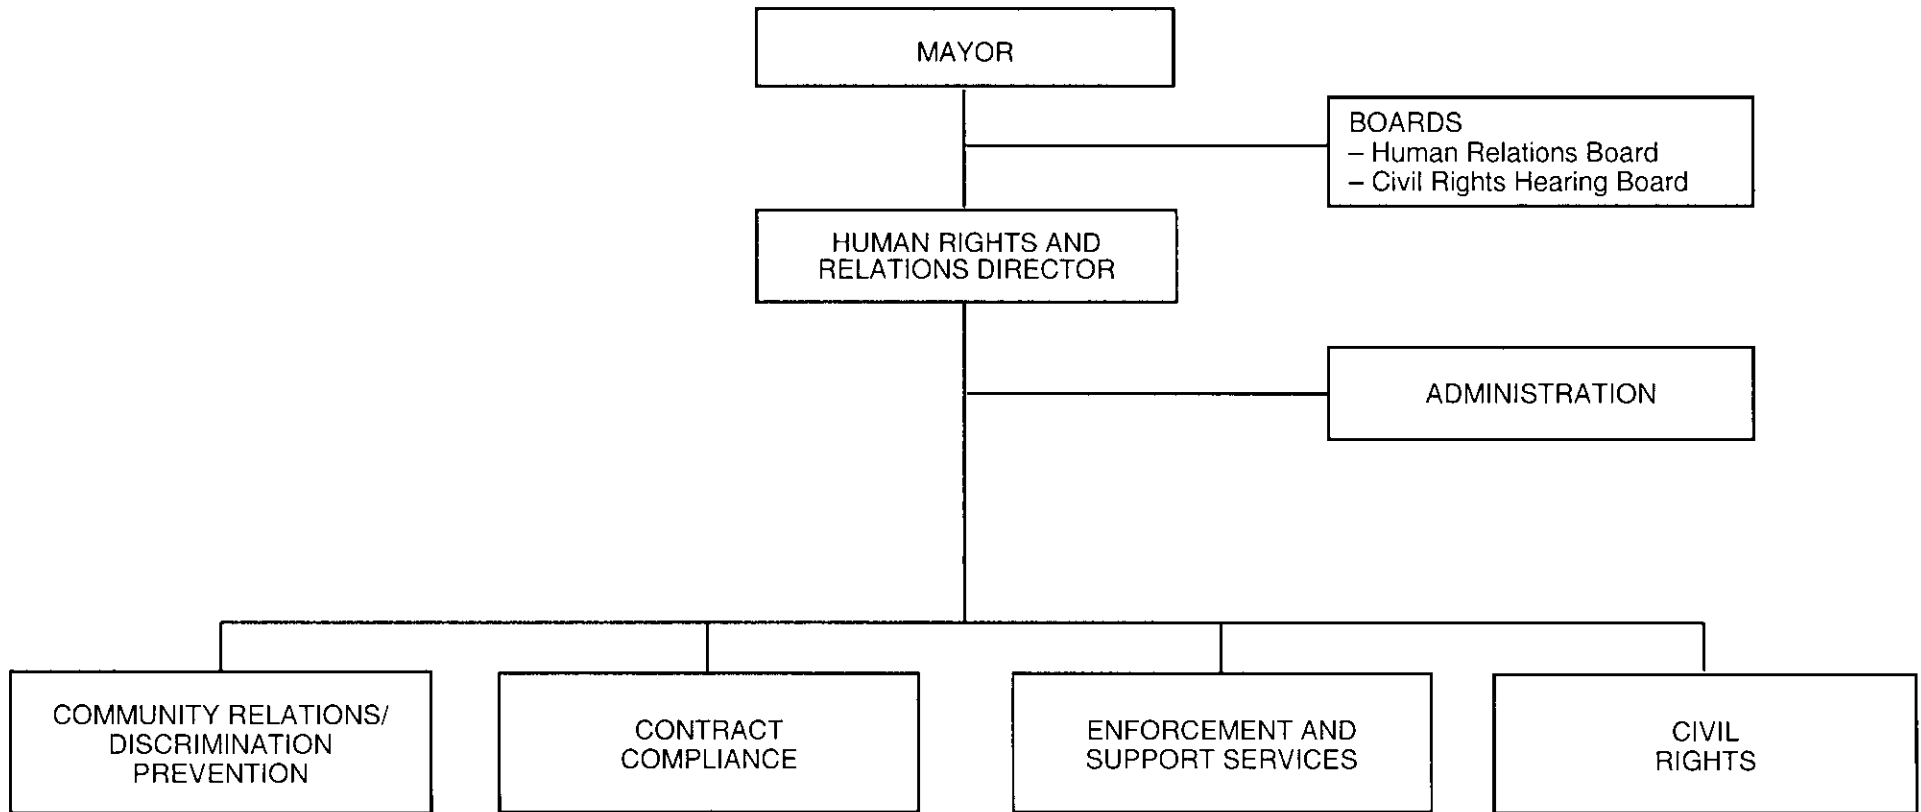 MAYOR
BOARDS
– Human Relations Board
– Civil Rights Hearing Board
HUMAN RIGHTS AND
RELATIONS DIRECTOR
ADMINISTRATION
COMMUNITY RELATIONS/
DISCRIMINATION
PREVENTION
CONTRACT
COMPLIANCE
ENFORCEMENT AND
SUPPORT SERVICES
CIVIL
RIGHTS